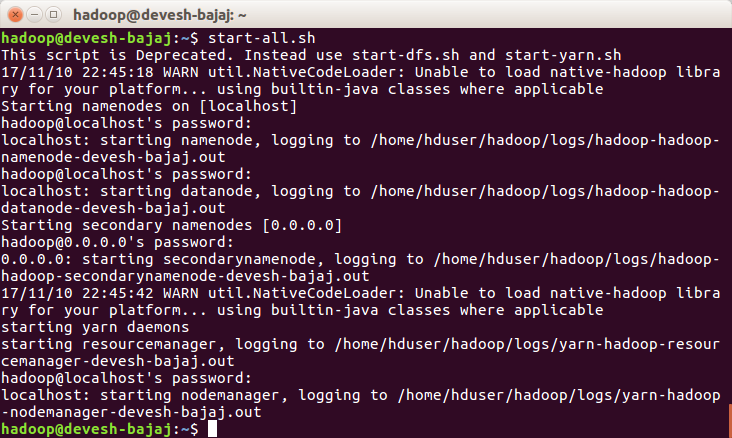 hadoop@devesh-bajaj: ~
hadoop@devesh-bajaj:~$ start-all.sh
This script is Deprecated. Instead use start-dfs.sh and start-yarn.sh
17/11/10 22:45:18 WARN util.NativeCodeLoader: Unable to load native-hadoop libra
ry for your platform... using builtin-java classes where applicable
Starting namenodes on [localhost]
hadoop@localhost's password:
localhost: starting namenode, logging to /home/hduser/hadoop/logs/hadoop-hadoop-
namenode-devesh-bajaj.out
hadoop@localhost's password:
localhost: starting datanode, logging to /home/hduser/hadoop/logs/hadoop-hadoop-
datanode-devesh-bajaj.out
Starting secondary namenodes [0.0.0.0]
hadoop@0.0.0.0's password:
0.0.0.0: starting secondarynamenode, logging to /home/hduser/hadoop/logs/hadoop-
hadoop-secondarynamenode-devesh-bajaj.out
17/11/10 22:45:42 WARN util.NativeCodeLoader: Unable to load native-hadoop libra
ry for your platform... using builtin-java classes where applicable
starting yarn daemons
starting resourcemanager, logging to /home/hduser/hadoop/logs/yarn-hadoop-resour
cemanager-devesh-bajaj.out
hadoop@localhost's password:
localhost: starting nodemanager, logging to /home/hduser/hadoop/logs/yarn-hadoop
-nodemanager-devesh-bajaj.out
hadoop@devesh-bajaj:~$